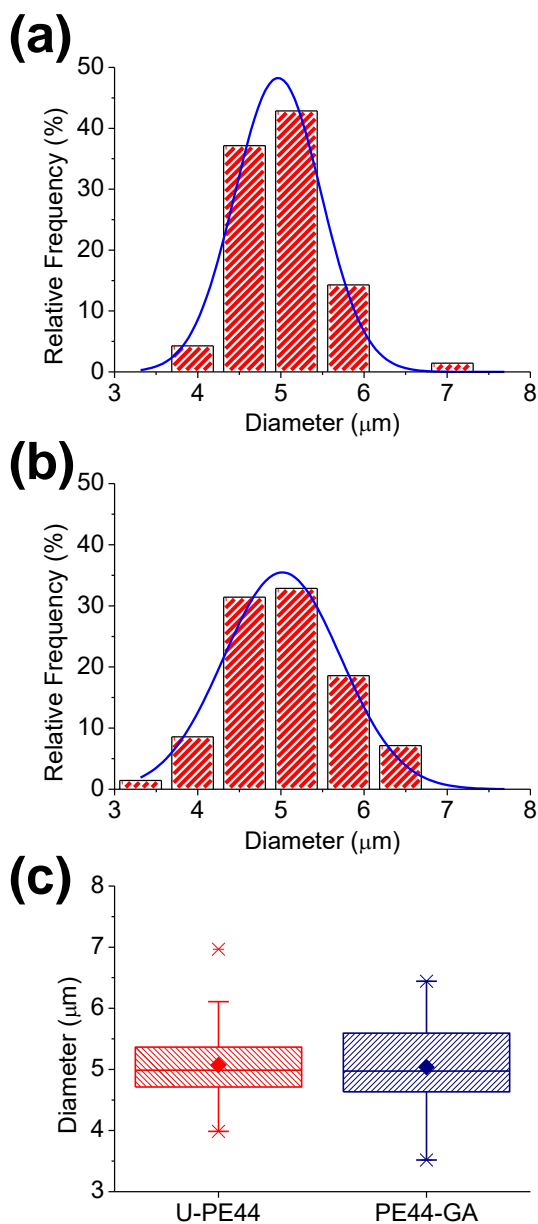 (a)
50
40
30
20
10
0
Relative Frequency (%)
3 4 5 6 7 8
Diameter (μm)
(b)
50
40
30
20
10
0
Relative Frequency (%)
3 4 5 6 7 8
Diameter (μm)
(c)
8
7
6
5
4
3
Diameter (μm)
U-PE44 PE44-GA